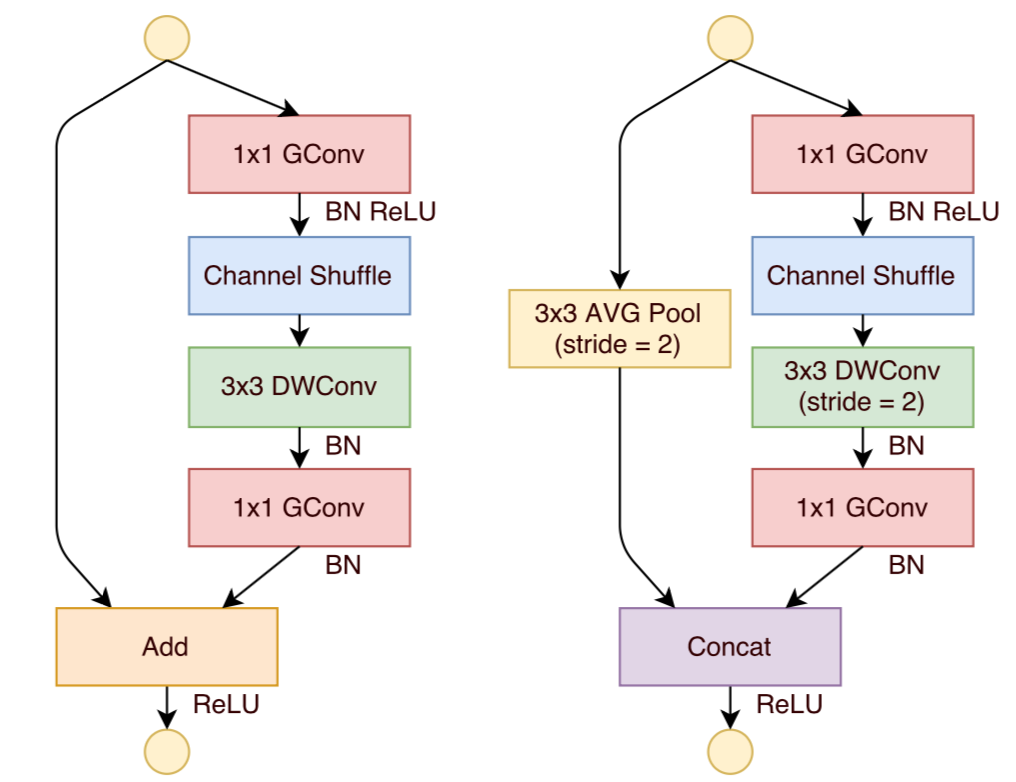 1x1 GConv
BN ReLU
Channel Shuffle
3x3 DWConv
BN
1x1 GConv
BN
Add
ReLU
1x1 GConv
BN ReLU
Channel Shuffle
3x3 AVG Pool
(stride = 2)
3x3 DWConv
(stride = 2)
BN
1x1 GConv
BN
Concat
ReLU